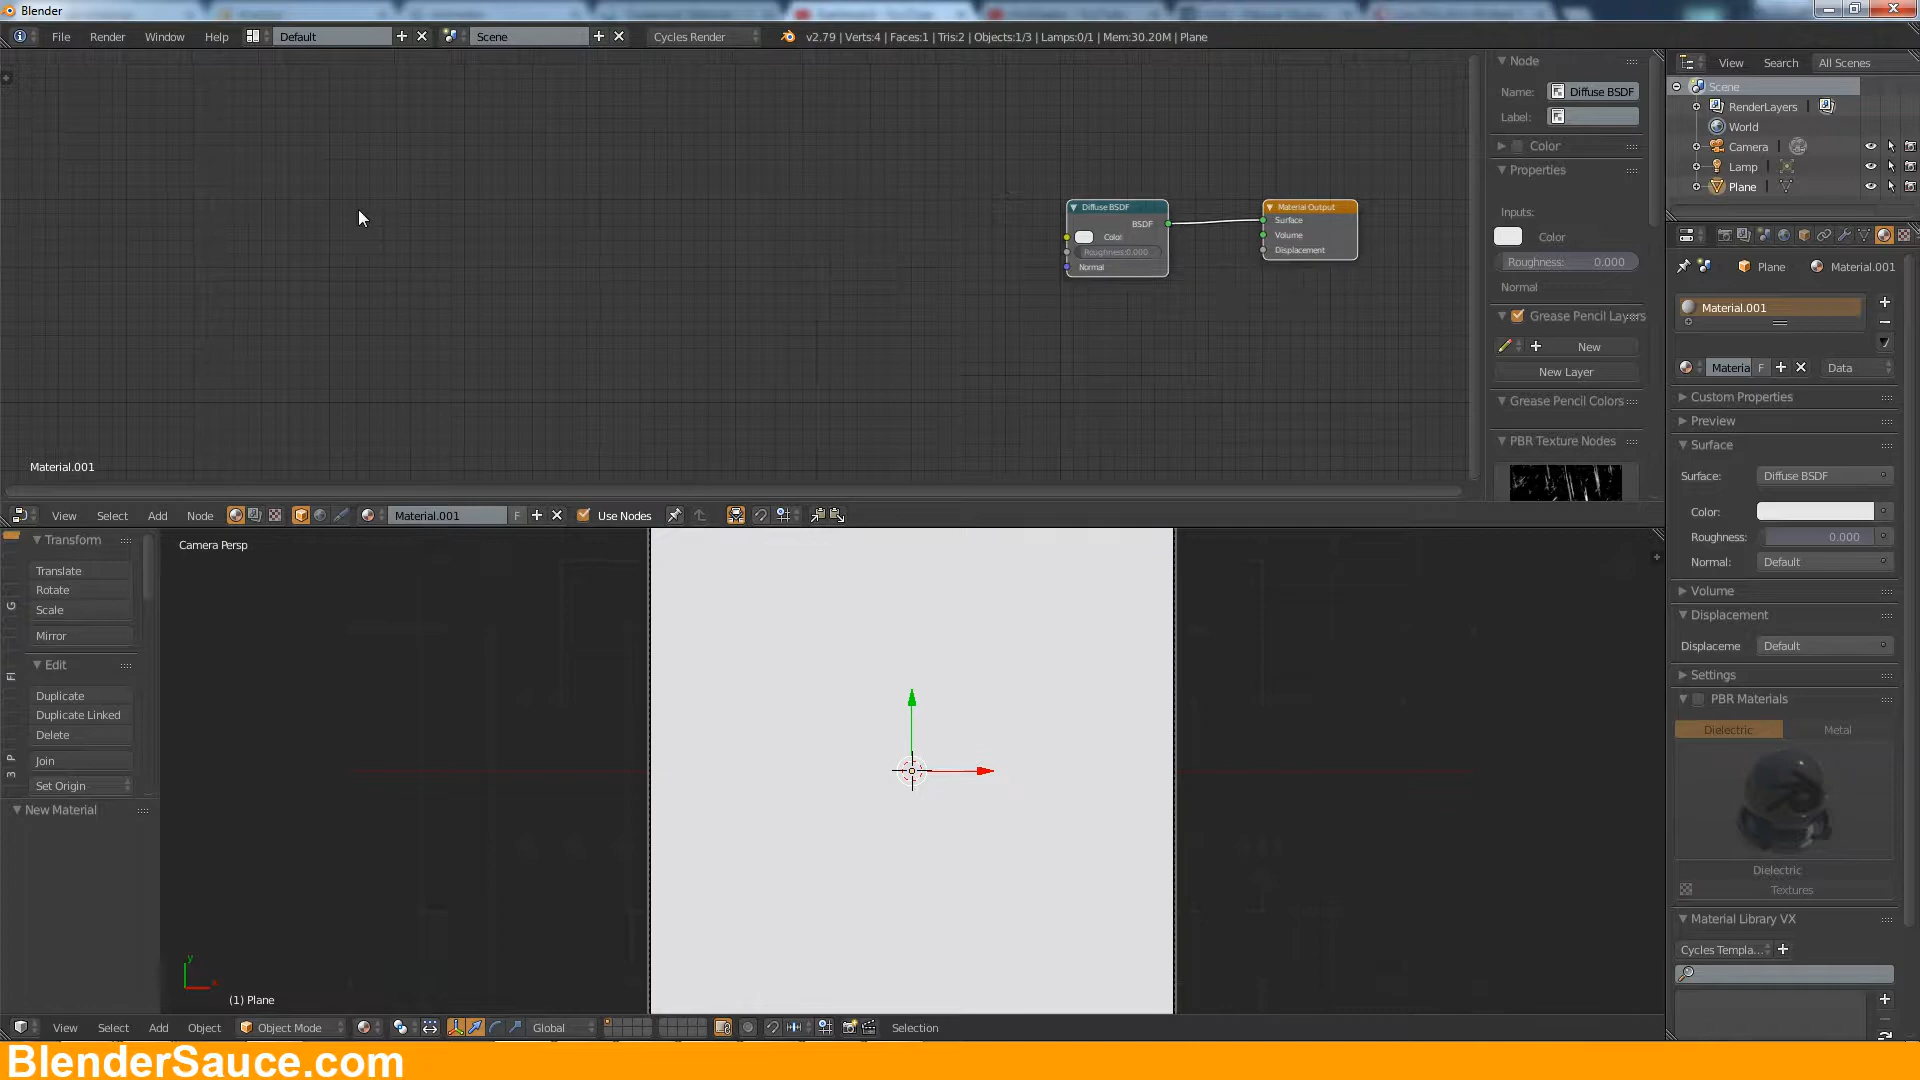 Blender
File Render Window Help Default Scene Cycles Render v2.79 | Verts:4 | Faces:1 | Tris:2 | Objects:1/3 | Lamps:0/1 | Mem:30.20M | Plane
Node
Name: Diffuse BSDF
Label:
Color
Properties
Inputs:
Color
Roughness: 0.000
Normal
Grease Pencil Layers
New
New Layer
Grease Pencil Colors
PBR Texture Nodes
Diffuse BSDF
BSDF
Color
Roughness:0.000
Normal
Material Output
Surface
Volume
Displacement
Material.001
View Select Add Node Material.001 F Use Nodes
View Search All Scenes
Scene
RenderLayers
World
Camera
Lamp
Plane
Plane Material.001
Material.001
Materia F Data
Custom Properties
Preview
Surface
Surface: Diffuse BSDF
Color:
Roughness: 0.000
Normal: Default
Volume
Displacement
Displaceme Default
Settings
PBR Materials
Dielectric Metal
Dielectric
Textures
Material Library VX
Cycles Templa...
Transform
Translate
Rotate
Scale
Mirror
Edit
Duplicate
Duplicate Linked
Delete
Join
Set Origin
New Material
G
Fl
P
3
Camera Persp
y
x
(1) Plane
View Select Add Object Object Mode Global Selection
BlenderSauce.com